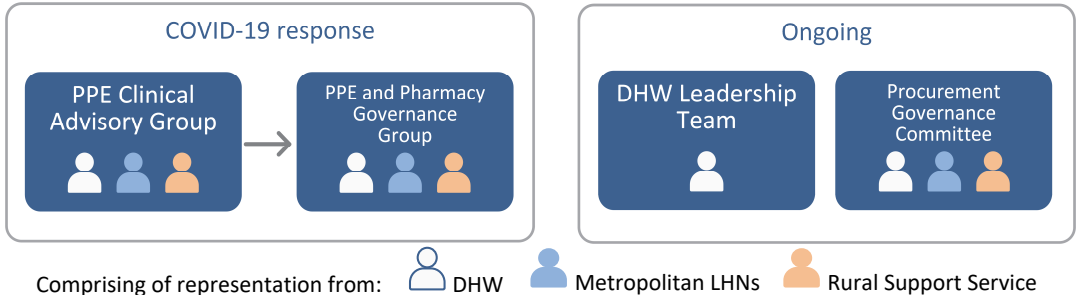 COVID-19 response
PPE Clinical
Advisory Group
PPE and Pharmacy
Governance
Group
Ongoing
DHW Leadership
Team
Procurement
Governance
Committee
Comprising of representation from: DHW Metropolitan LHNs Rural Support Service